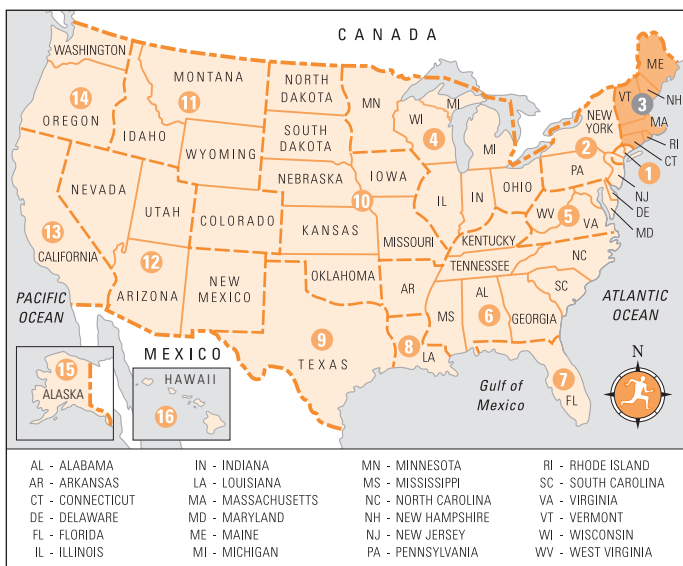 CANADA
WASHINGTON
MONTANA
NORTH
DAKOTA
MN
ME
VT
NH
14
11
3
OREGON
MI
NEW
YORK
MA
WI
4
IDAHO
SOUTH
DAKOTA
MI
2
RI
WYOMING
CT
1
IOWA
PA
NEBRASKA
OHIO
NEVADA
IL
IN
NJ
10
DE
UTAH
COLORADO
WV
5
MD
13
KANSAS
VA
MISSOURI
CALIFORNIA
KENTUCKY
12
NC
TENNESSEE
OKLAHOMA
ARIZONA
NEW
MEXICO
AR
SC
AL
PACIFIC
OCEAN
ATLANTIC
OCEAN
MS
6
GEORGIA
9
8
TEXAS
LA
MEXICO
N
15
HAWAII
7
ALASKA
Gulf of
Mexico
FL
16
AL - ALABAMA
AR - ARKANSAS
CT - CONNECTICUT
DE - DELAWARE
FL - FLORIDA
IL - ILLINOIS
IN - INDIANA
LA - LOUISIANA
MA - MASSACHUSETTS
MD - MARYLAND
ME - MAINE
MI - MICHIGAN
MN - MINNESOTA
MS - MISSISSIPPI
NC - NORTH CAROLINA
NH - NEW HAMPSHIRE
NJ - NEW JERSEY
PA - PENNSYLVANIA
RI - RHODE ISLAND
SC - SOUTH CAROLINA
VA - VIRGINIA
VT - VERMONT
WI - WISCONSIN
WV - WEST VIRGINIA